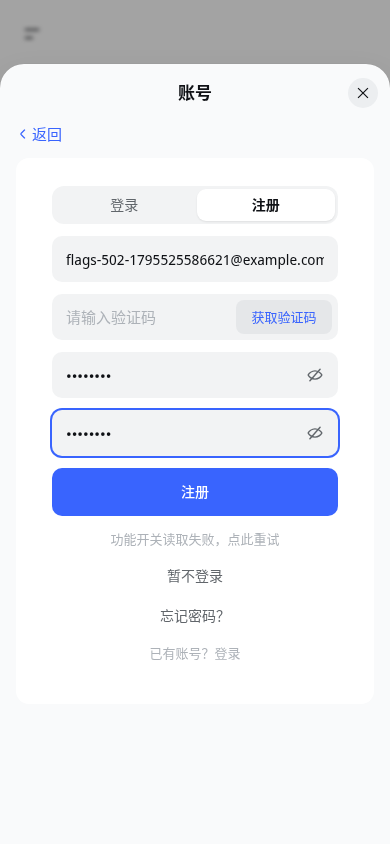 账号
返回
登录
注册
flags-502-1795525586621@example.com
请输入验证码
获取验证码
••••••••
••••••••
注册
功能开关读取失败，点此重试
暂不登录
忘记密码?
已有账号? 登录